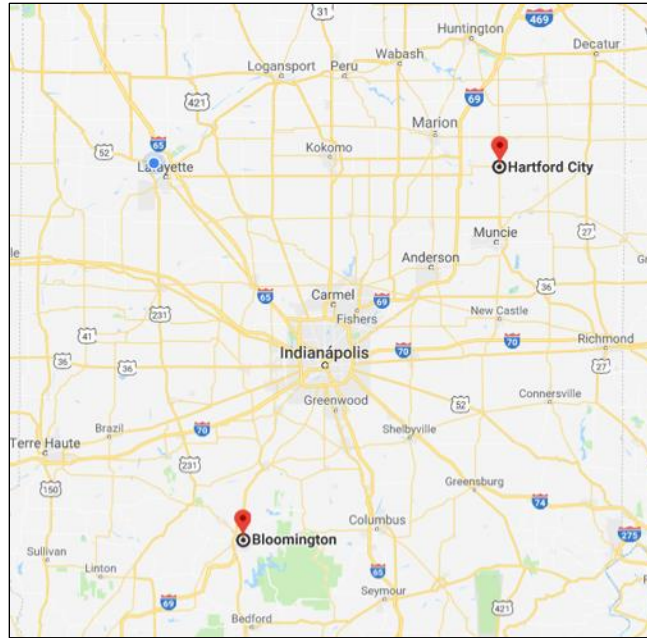 31
Huntington
469
Decatur
24
Wabash
Logansport
Peru
421
69
Marion
65
Kokomo
52
Lafayette
Hartford City
Muncie
27
Anderson
36
Carmel
65
69
Fishers
New Castle
231
41
Indianápolis
70
70
Richmond
36
36
27
Greenwood
52
Connersville
Brazil
70
Shelbyville
Terre Haute
231
Greensburg
150
74
Columbus
Bloomington
275
Sullivan
Linton
65
69
Seymour
421
Bedford